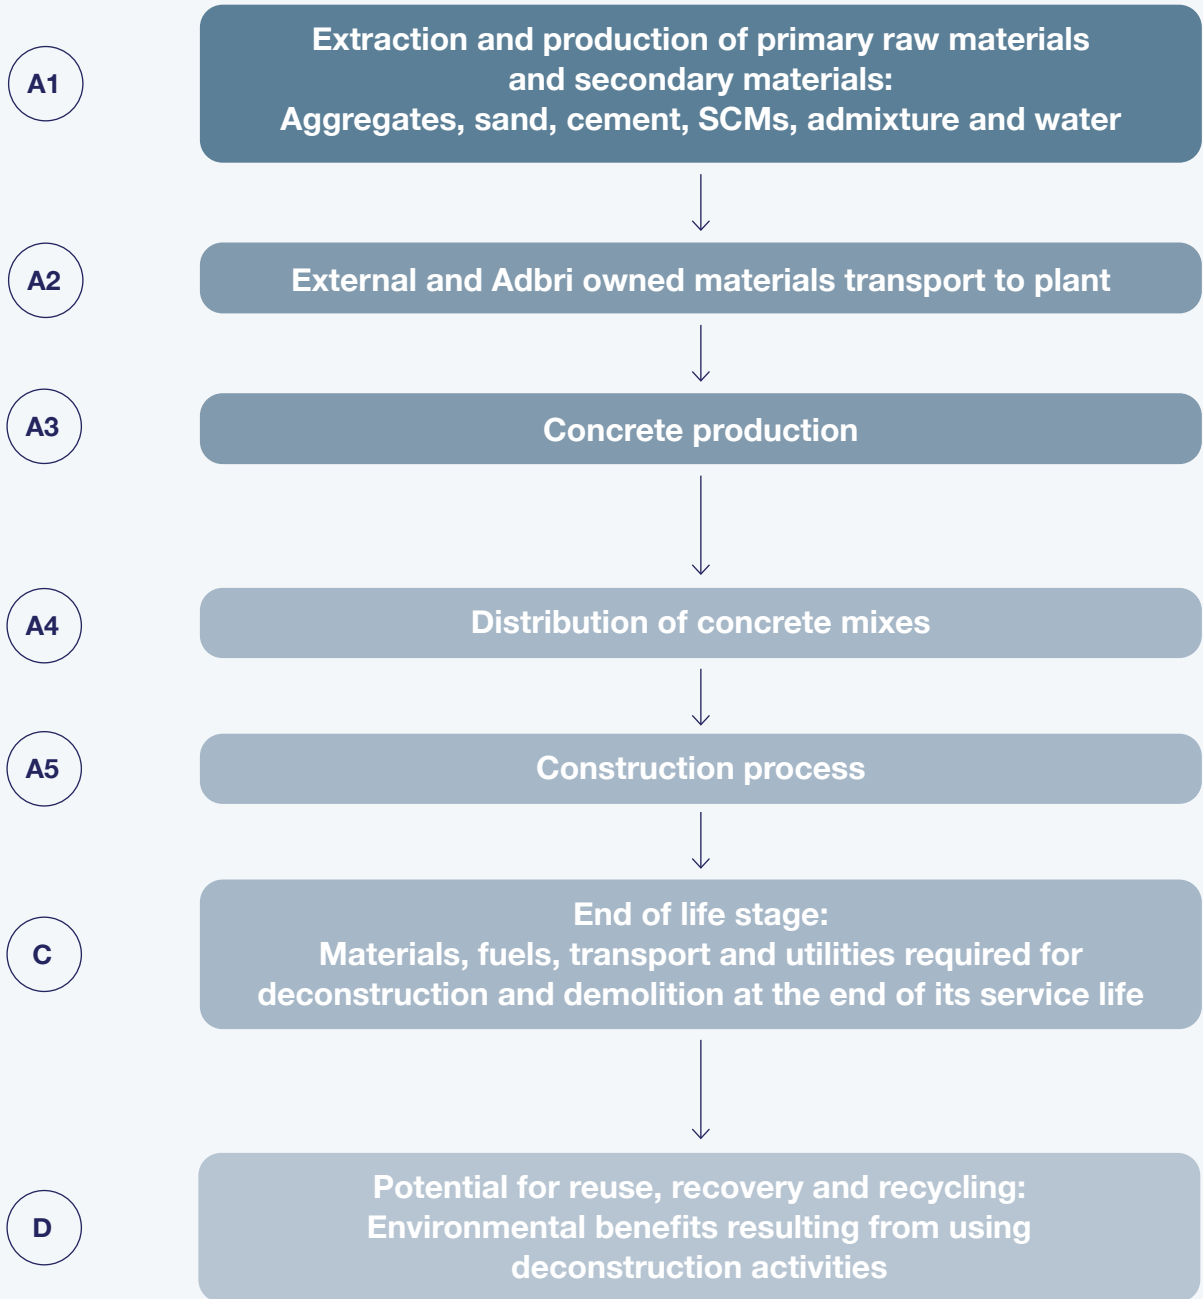 A1
Extraction and production of primary raw materials
and secondary materials:
Aggregates, sand, cement, SCMs, admixture and water
A2
External and Adbri owned materials transport to plant
A3
Concrete production
A4
Distribution of concrete mixes
A5
Construction process
C
End of life stage:
Materials, fuels, transport and utilities required for
deconstruction and demolition at the end of its service life
D
Potential for reuse, recovery and recycling:
Environmental benefits resulting from using
deconstruction activities